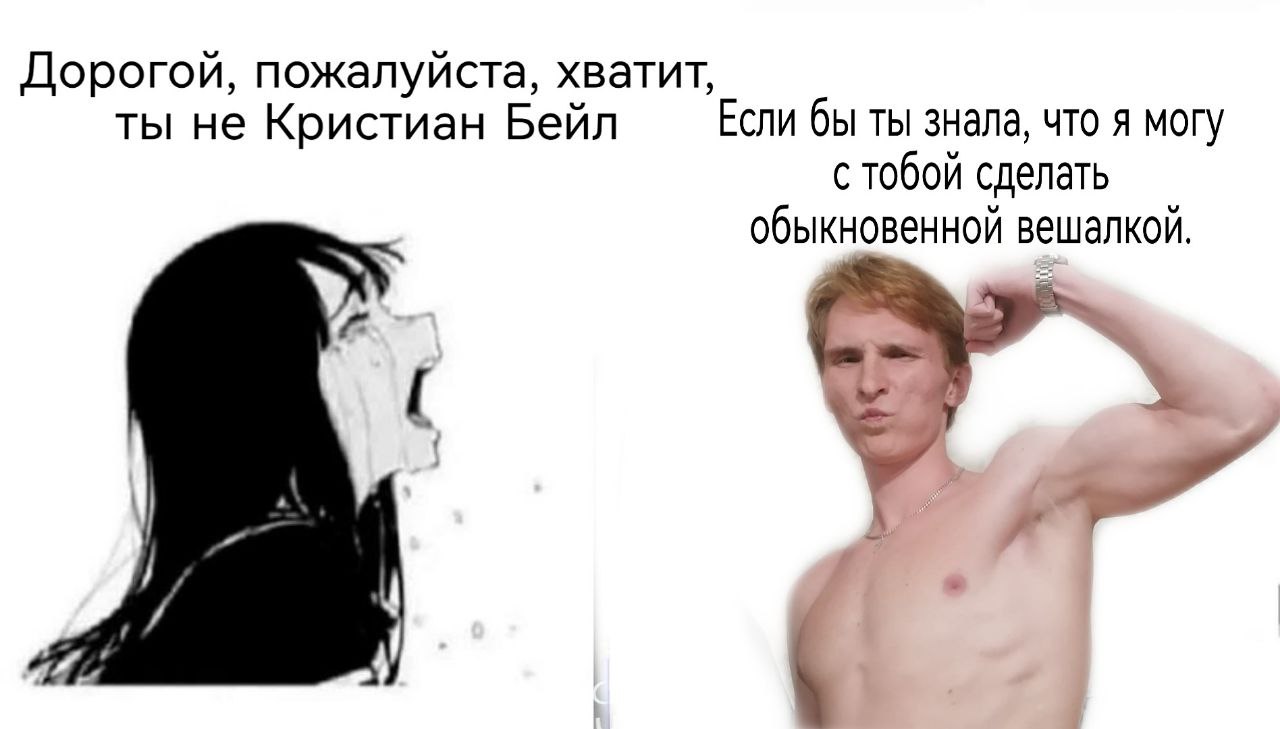 Дорогой, пожалуйста, хватит,
ты не Кристиан Бейл
Если бы ты знала, что я могу
с тобой сделать
обыкновенной вешалкой.